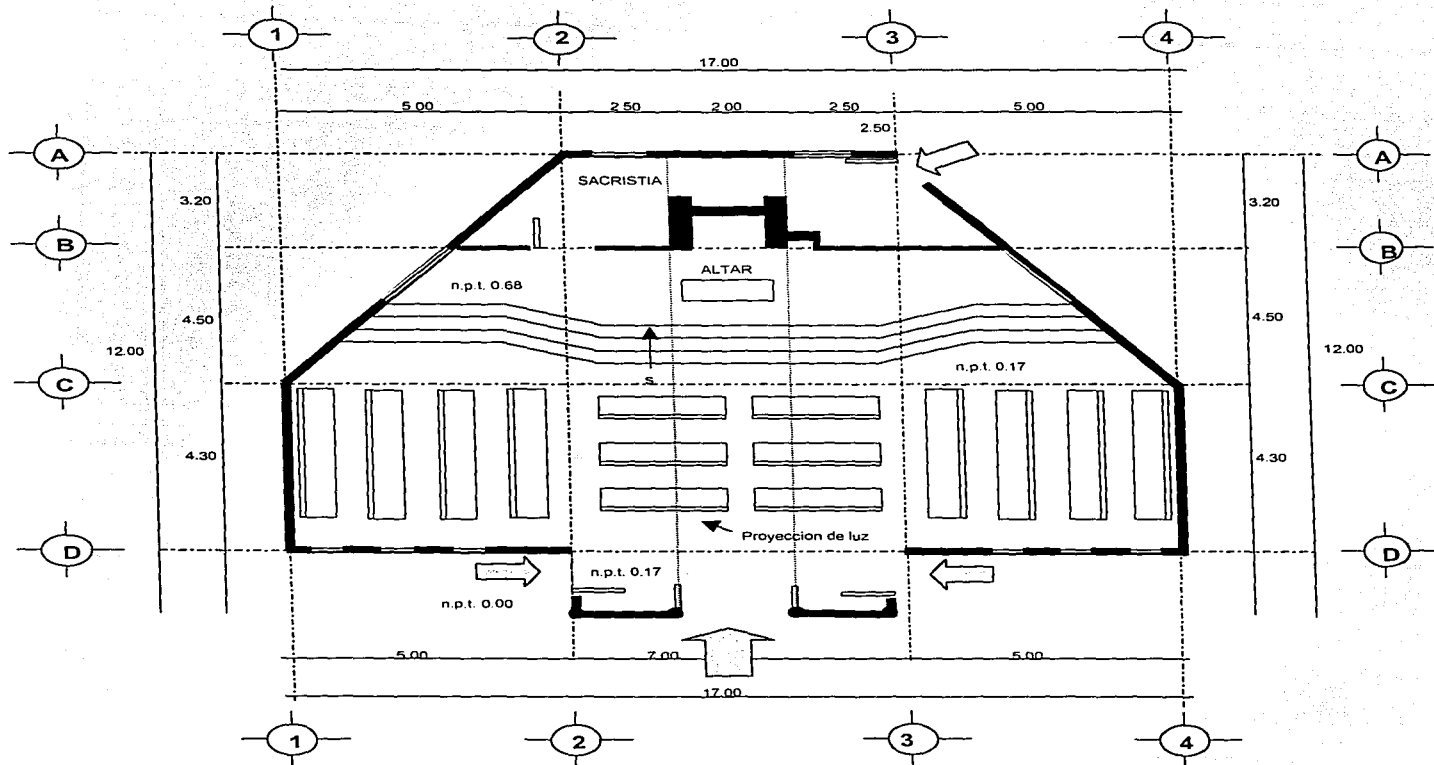 1 2 3 4
17.00
5.00 2.50 2.00 2.50 5.00
2.50
A A
SACRISTIA
3.20 3.20
B B
ALTAR
n.p.t. 0.68
4.50 4.50
12.00 12.00
n.p.t. 0.17
S
C C
4.30 4.30
Proyeccion de luz
D D
n.p.t. 0.17
n.p.t. 0.00
5.00 7.00 5.00
17.00
1 2 3 4